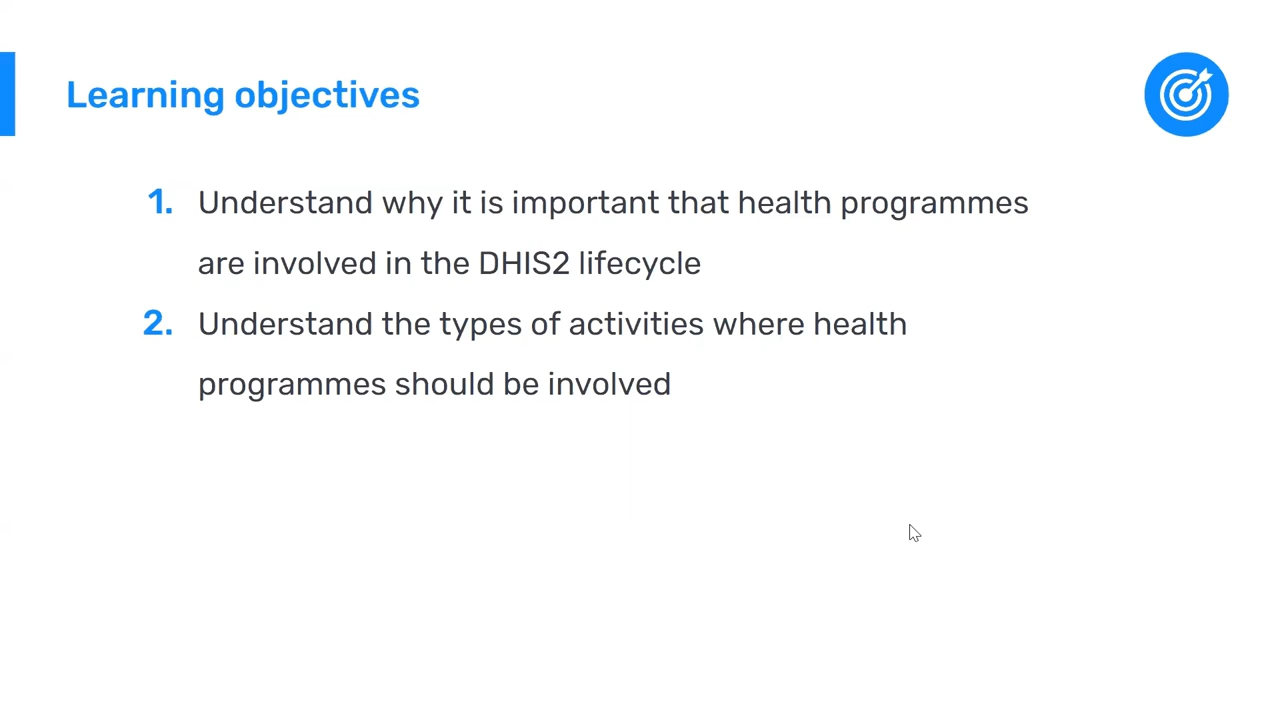 Learning objectives
1. Understand why it is important that health programmes
are involved in the DHIS2 lifecycle
2. Understand the types of activities where health
programmes should be involved